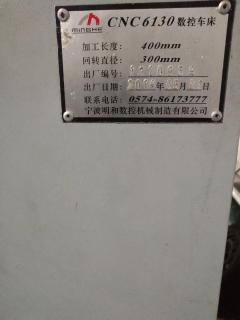 MINGHE
CNC6130数控车床
加工长度： 400mm
回转直径： 300mm
出厂编号：
出厂日期： 年 月 日
联系电话： 0574-86173777
宁波明和数控机械制造有限公司